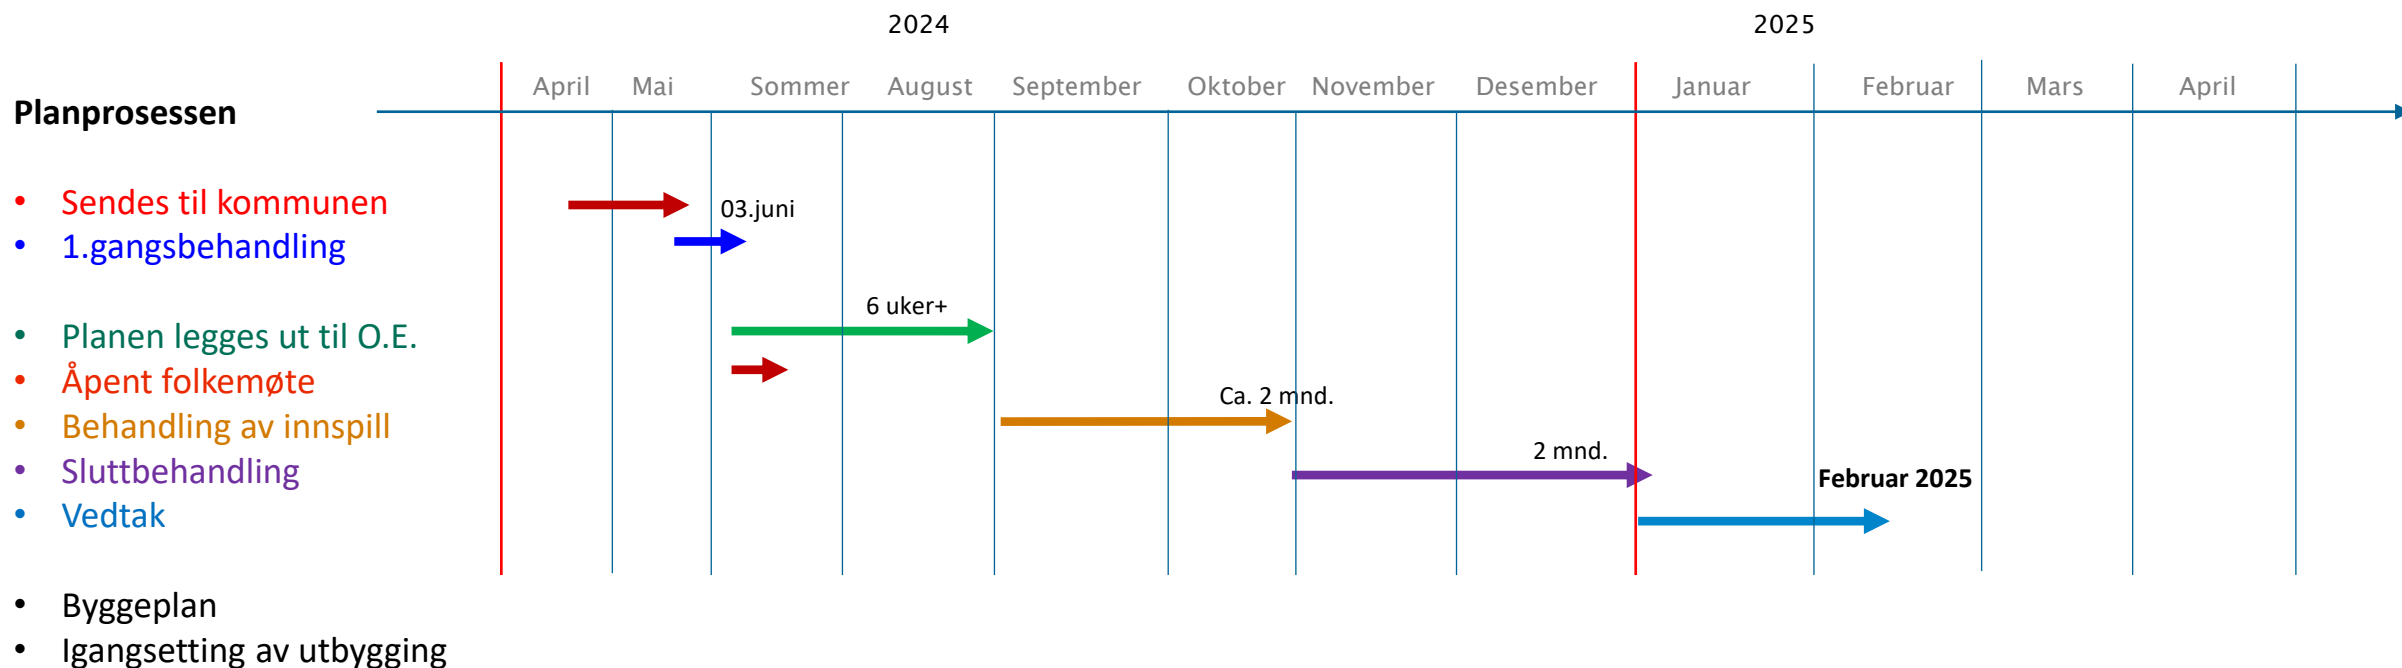 2024 2025
April Mai Sommer August September Oktober November Desember Januar Februar Mars April
Planprosessen
• Sendes til kommunen
03.juni
• 1.gangsbehandling
6 uker+
• Planen legges ut til O.E.
• Åpent folkemøte
Ca. 2 mnd.
• Behandling av innspill
2 mnd.
• Sluttbehandling
Februar 2025
• Vedtak
• Byggeplan
• Igangsetting av utbygging